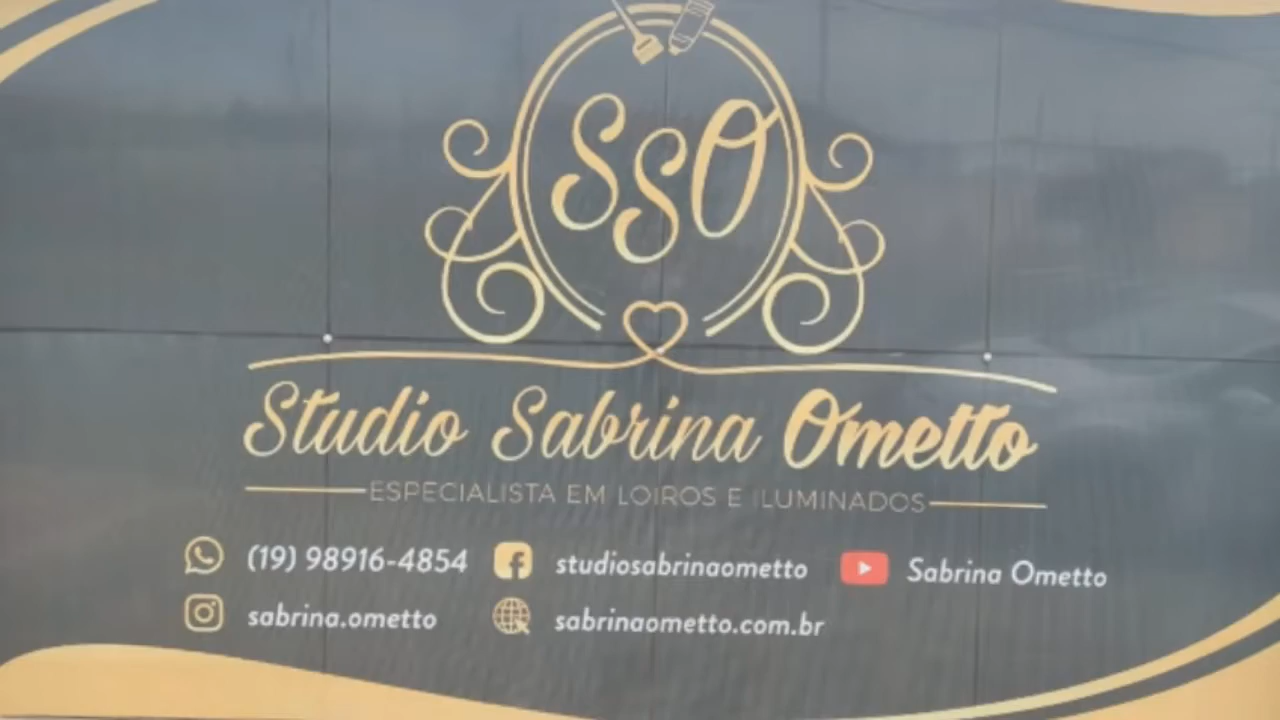 SSO
Studio Sabrina Ometto
ESPECIALISTA EM LOIROS E ILUMINADOS
(19) 98916-4854 studiosabrinaometto Sabrina Ometto
sabrina.ometto sabrinaometto.com.br